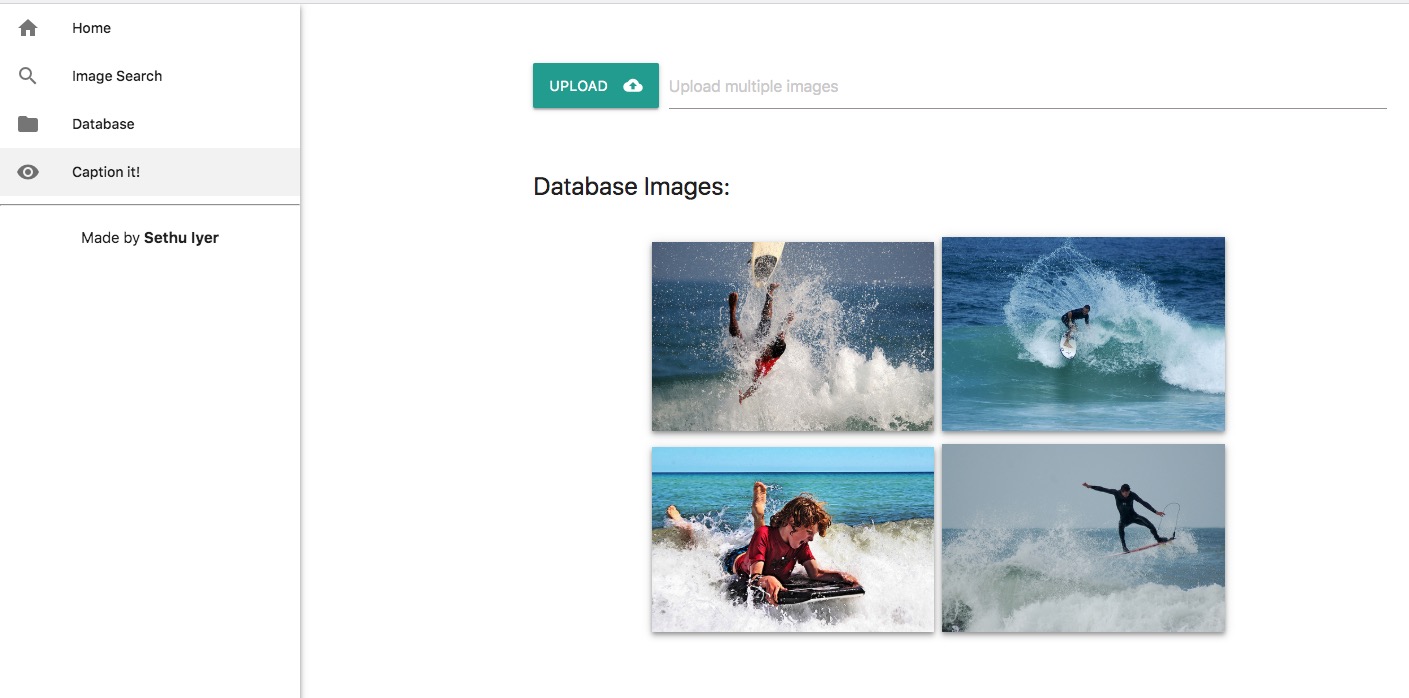 Home
Image Search
Database
Caption it!
Made by Sethu Iyer
UPLOAD
Upload multiple images
Database Images: